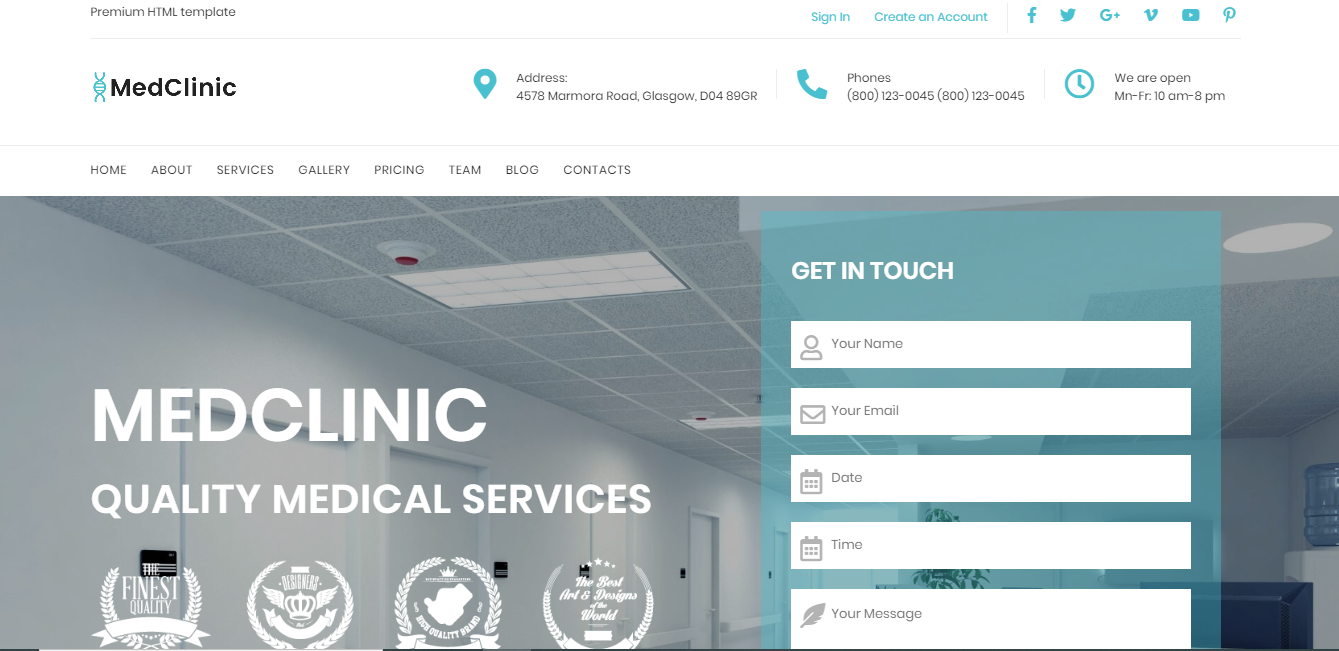 Premium HTML template
Sign In Create an Account
MedClinic
Address:
4578 Marmora Road, Glasgow, D04 89GR
Phones
(800) 123-0045 (800) 123-0045
We are open
Mn-Fr: 10 am-8 pm
HOME ABOUT SERVICES GALLERY PRICING TEAM BLOG CONTACTS
GET IN TOUCH
Your Name
Your Email
Date
Time
Your Message
MEDCLINIC
QUALITY MEDICAL SERVICES
THE
FINEST
QUALITY
DESIGNERS
HIGH QUALITY BRAND
The Best
Art & Designs
of the
World